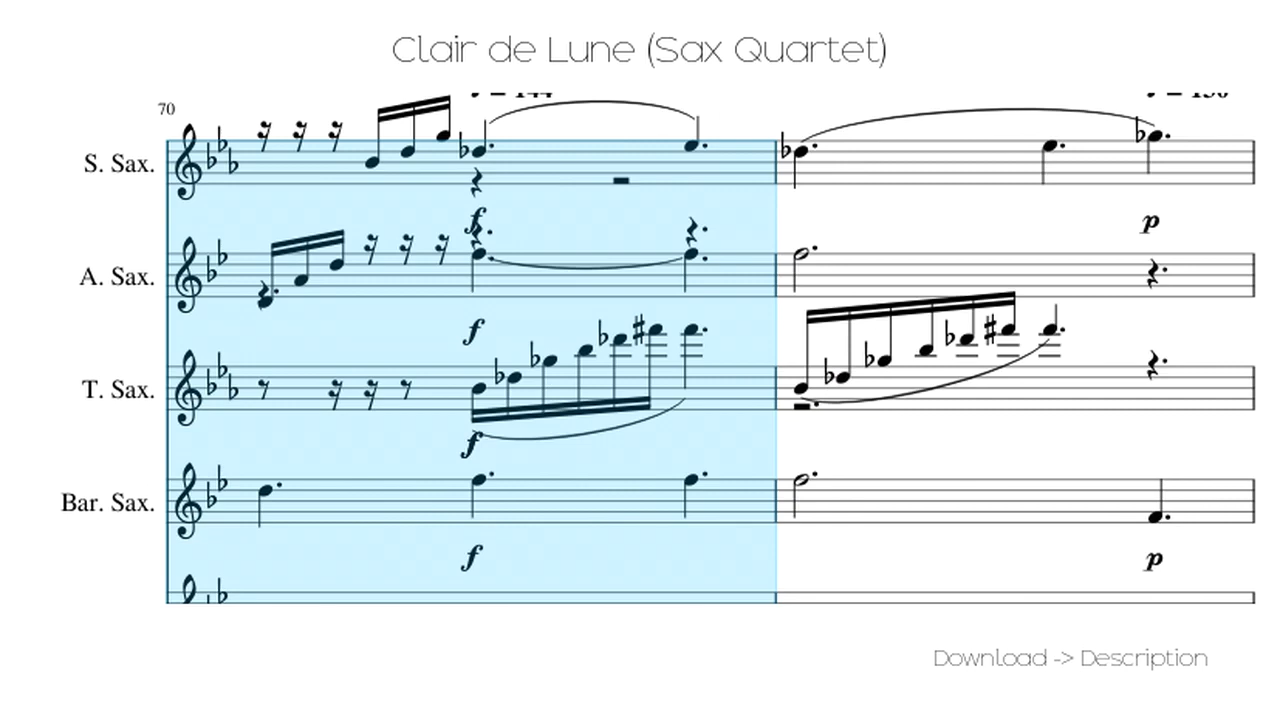 Clair de Lune (Sax Quartet)
70
S. Sax.
f
p
A. Sax.
f
T. Sax.
f
Bar. Sax.
f
p
Download -> Description